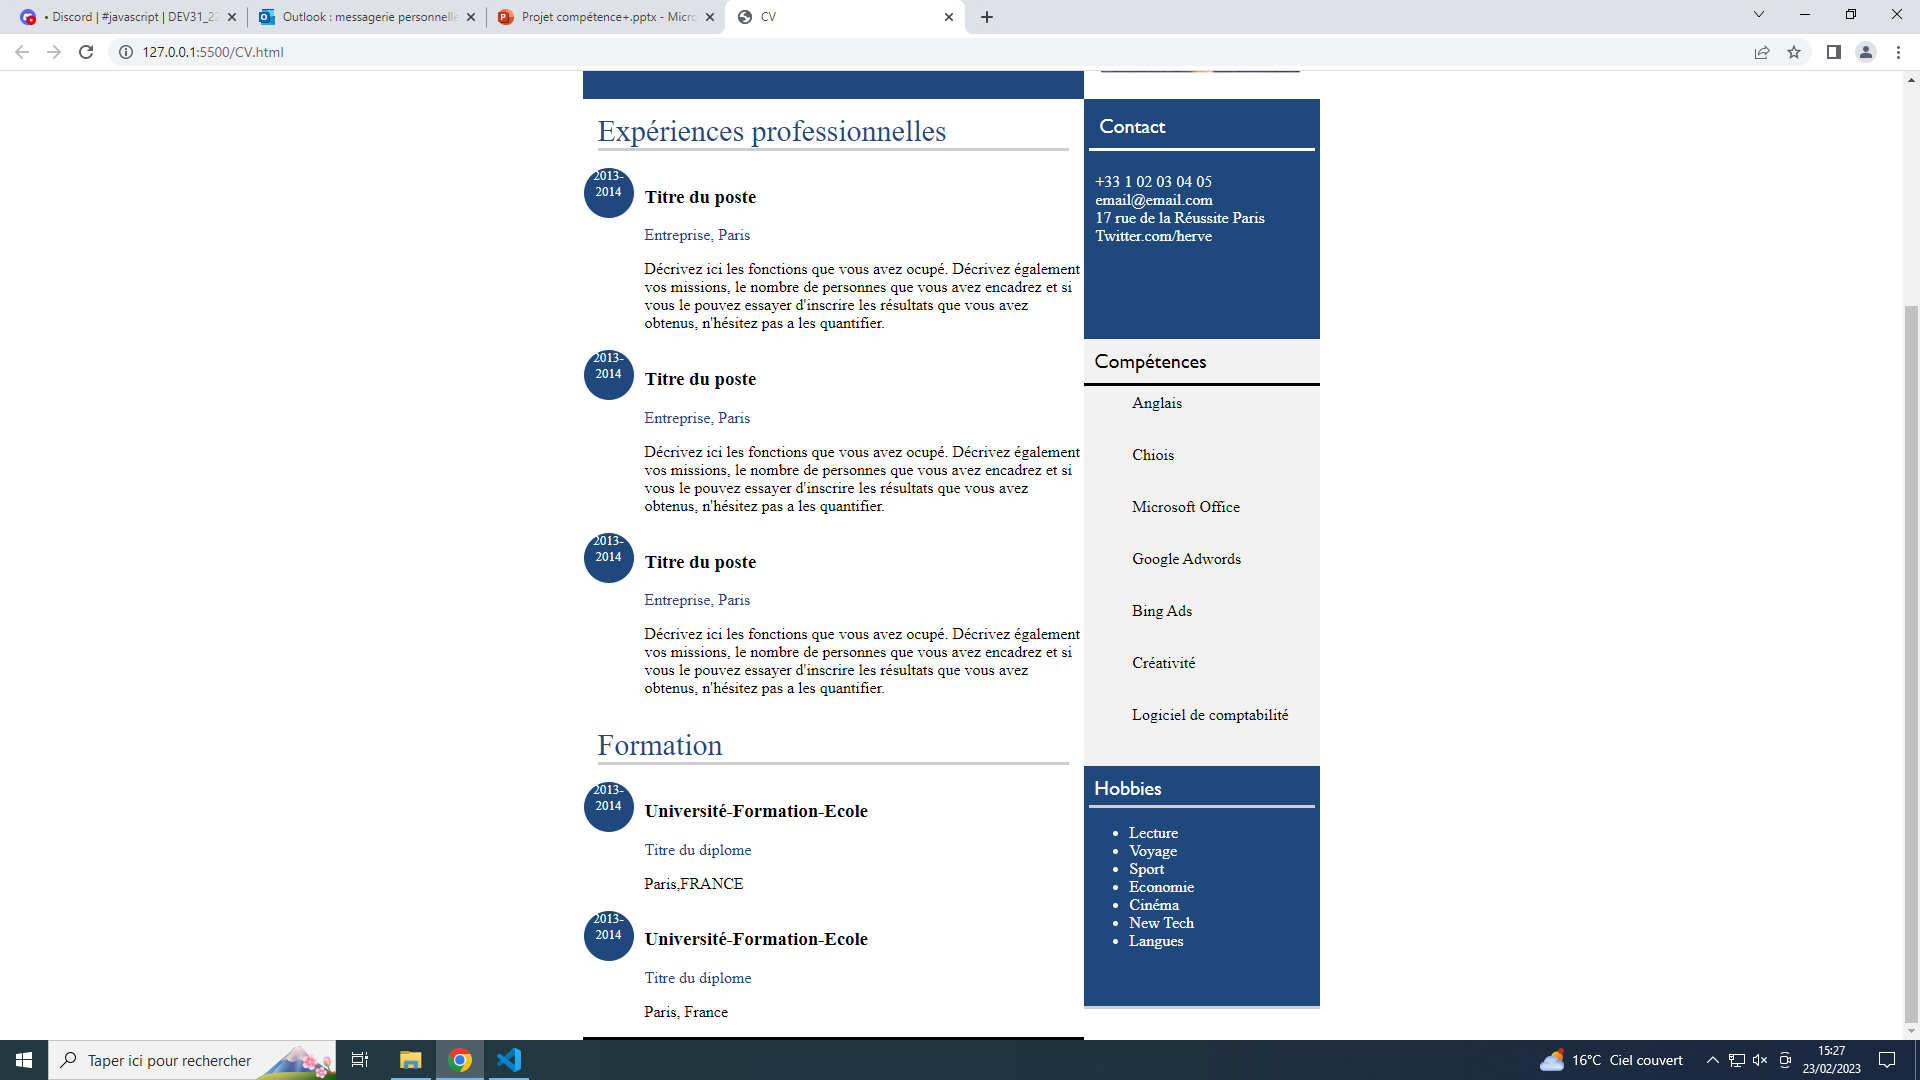 • Discord | #javascript | DEV31_22
Outlook : messagerie personnelle
Projet compétence+.pptx - Micro
CV
127.0.0.1:5500/CV.html
Expériences professionnelles
2013-
2014
Titre du poste
Entreprise, Paris
Décrivez ici les fonctions que vous avez ocupé. Décrivez également
vos missions, le nombre de personnes que vous avez encadrez et si
vous le pouvez essayer d'inscrire les résultats que vous avez
obtenus, n'hésitez pas a les quantifier.
2013-
2014
Titre du poste
Entreprise, Paris
Décrivez ici les fonctions que vous avez ocupé. Décrivez également
vos missions, le nombre de personnes que vous avez encadrez et si
vous le pouvez essayer d'inscrire les résultats que vous avez
obtenus, n'hésitez pas a les quantifier.
2013-
2014
Titre du poste
Entreprise, Paris
Décrivez ici les fonctions que vous avez ocupé. Décrivez également
vos missions, le nombre de personnes que vous avez encadrez et si
vous le pouvez essayer d'inscrire les résultats que vous avez
obtenus, n'hésitez pas a les quantifier.
Formation
2013-
2014
Université-Formation-Ecole
Titre du diplome
Paris,FRANCE
2013-
2014
Université-Formation-Ecole
Titre du diplome
Paris, France
Contact
+33 1 02 03 04 05
email@email.com
17 rue de la Réussite Paris
Twitter.com/herve
Compétences
Anglais
Chiois
Microsoft Office
Google Adwords
Bing Ads
Créativité
Logiciel de comptabilité
Hobbies
• Lecture
• Voyage
• Sport
• Economie
• Cinéma
• New Tech
• Langues
Taper ici pour rechercher
16°C Ciel couvert
15:27
23/02/2023